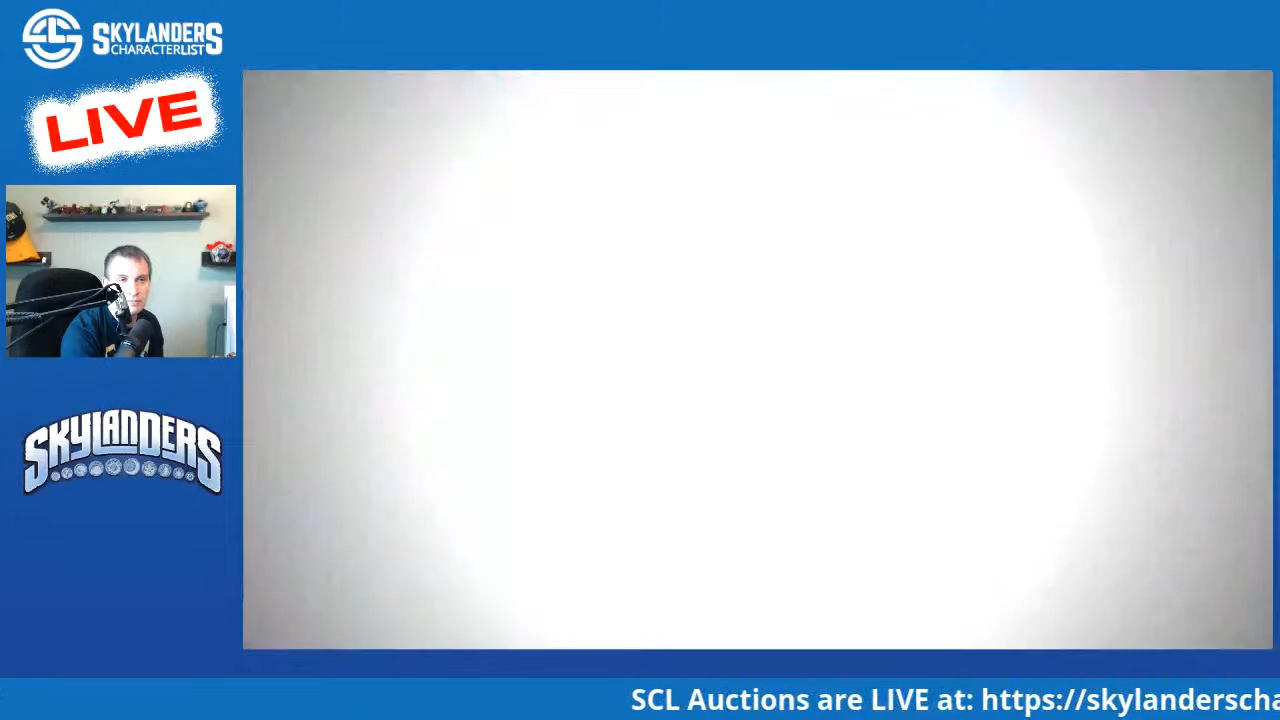 SKYLANDERS
CHARACTERLIST
LIVE
SKYLANDERS
SCL Auctions are LIVE at: https://skylanderscha